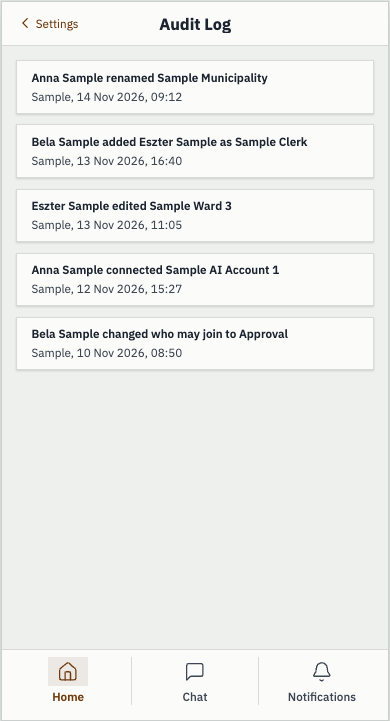 Settings
Audit Log
Anna Sample renamed Sample Municipality
Sample, 14 Nov 2026, 09:12
Bela Sample added Eszter Sample as Sample Clerk
Sample, 13 Nov 2026, 16:40
Eszter Sample edited Sample Ward 3
Sample, 13 Nov 2026, 11:05
Anna Sample connected Sample AI Account 1
Sample, 12 Nov 2026, 15:27
Bela Sample changed who may join to Approval
Sample, 10 Nov 2026, 08:50
Home
Chat
Notifications